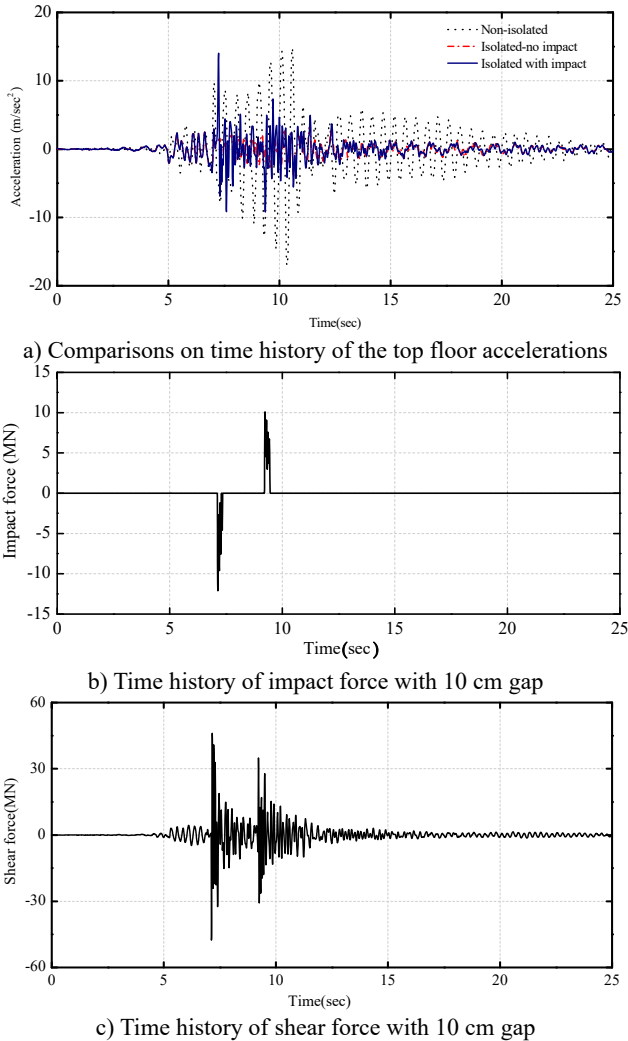 20
10
0
-10
-20
Acceleration (m/sec²)
Non-isolated
Isolated-no impact
Isolated with impact
0 5 10 15 20 25
Time(sec)
a) Comparisons on time history of the top floor accelerations
15
10
5
0
-5
-10
-15
Impact force (MN)
0 5 10 15 20 25
Time(sec)
b) Time history of impact force with 10 cm gap
60
30
0
-30
-60
Shear force(MN)
0 5 10 15 20 25
Time(sec)
c) Time history of shear force with 10 cm gap